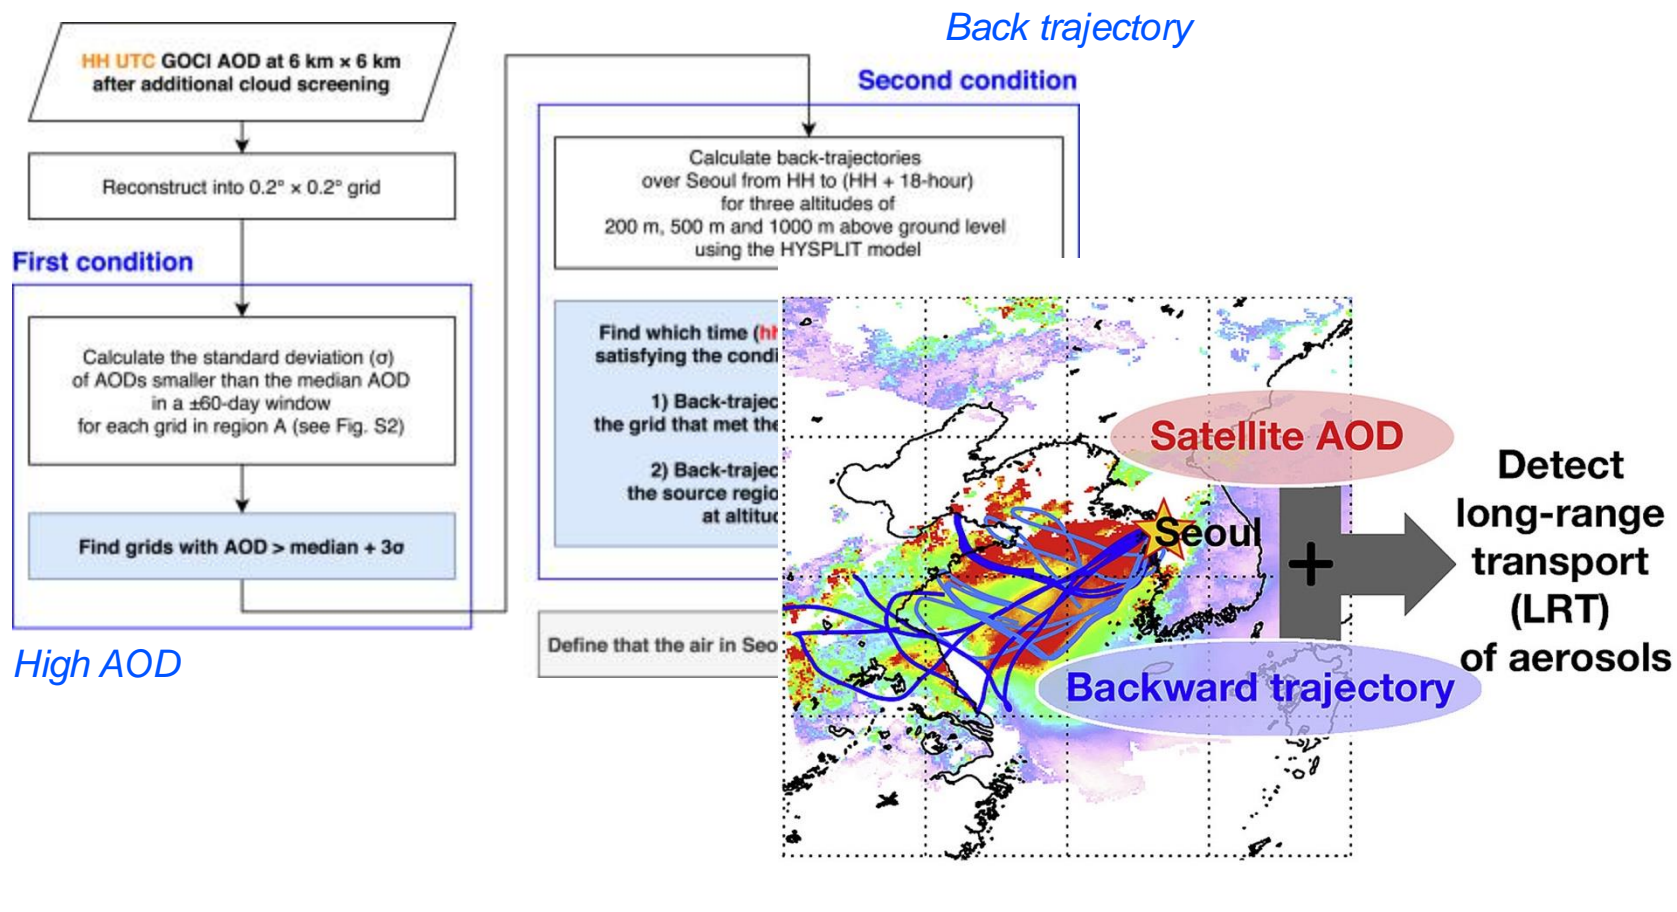 HH UTC GOCI AOD at 6 km × 6 km
after additional cloud screening
Reconstruct into 0.2° × 0.2° grid
First condition
Calculate the standard deviation (σ)
of AODs smaller than the median AOD
in a ±60-day window
for each grid in region A (see Fig. S2)
Find grids with AOD > median + 3σ
High AOD
Back trajectory
Second condition
Calculate back-trajectories
over Seoul from HH to (HH + 18-hour)
for three altitudes of
200 m, 500 m and 1000 m above ground level
using the HYSPLIT model
Find which time (hh
satisfying the condi
1) Back-trajec
the grid that met the
2) Back-trajec
the source regio
at altitu
Define that the air in Seo
Satellite AOD
Seoul
+
Backward trajectory
Detect
long-range
transport
(LRT)
of aerosols